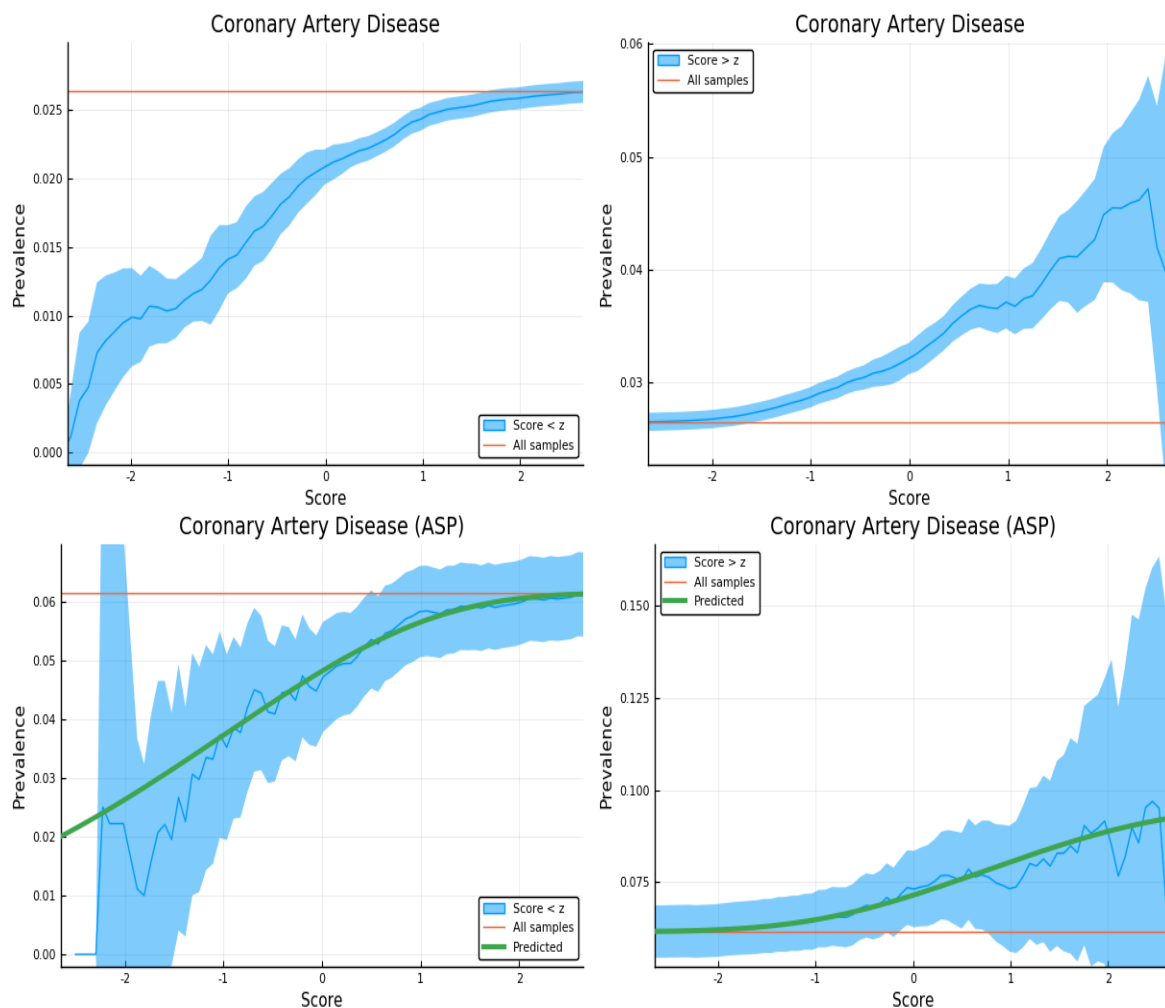 Coronary Artery Disease
Prevalence
0.025
0.020
0.015
0.010
0.005
0.000
Score < z
All samples
-2 -1 0 1 2
Score
Coronary Artery Disease
Prevalence
0.06
0.05
0.04
0.03
Score > z
All samples
-2 -1 0 1 2
Score
Coronary Artery Disease (ASP)
Prevalence
0.06
0.05
0.04
0.03
0.02
0.01
0.00
Score < z
All samples
Predicted
-2 -1 0 1 2
Score
Coronary Artery Disease (ASP)
Prevalence
0.150
0.125
0.100
0.075
Score > z
All samples
Predicted
-2 -1 0 1 2
Score